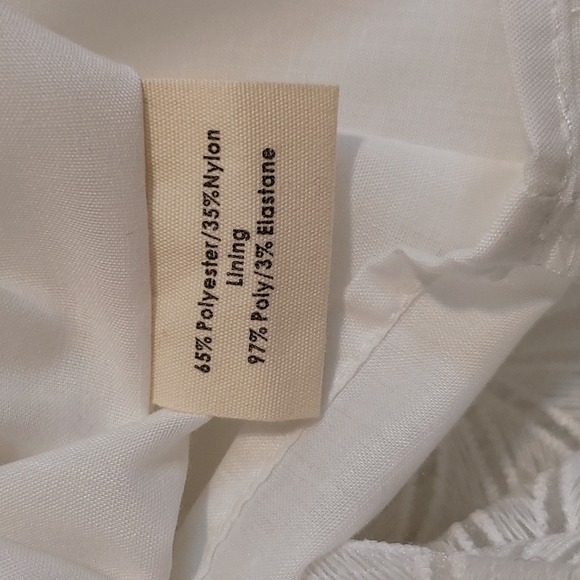 65% Polyester/35%Nylon
Lining
97% Poly/3% Elastane